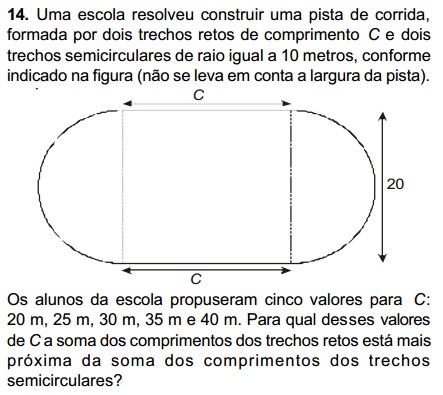 14. Uma escola resolveu construir uma pista de corrida,
formada por dois trechos retos de comprimento C e dois
trechos semicirculares de raio igual a 10 metros, conforme
indicado na figura (não se leva em conta a largura da pista).
C
20
C
Os alunos da escola propuseram cinco valores para C:
20 m, 25 m, 30 m, 35 m e 40 m. Para qual desses valores
de C a soma dos comprimentos dos trechos retos está mais
próxima da soma dos comprimentos dos trechos
semicirculares?